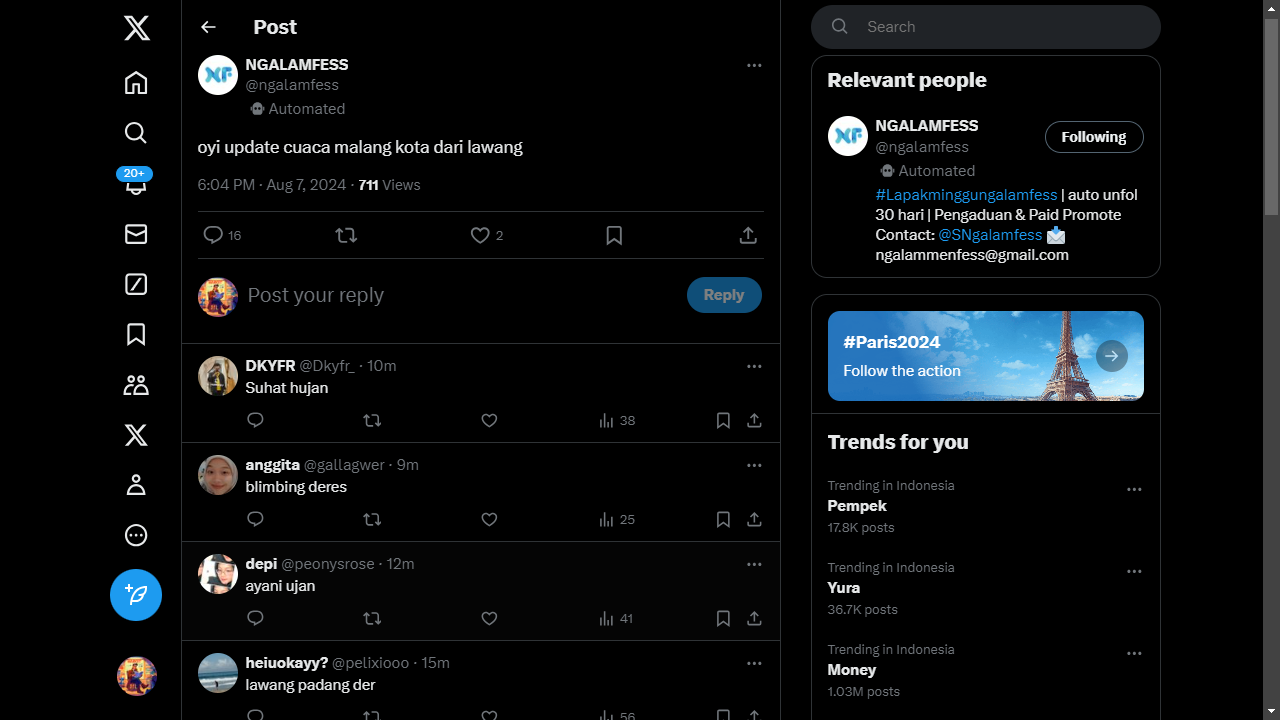 Post
NGALAMFESS
@ngalamfess
Automated
oyi update cuaca malang kota dari lawang
6:04 PM · Aug 7, 2024 · 711 Views
16
2
Post your reply
Reply
DKYFR @Dkyfr_ · 10m
Suhat hujan
38
anggita @gallagwer · 9m
blimbing deres
25
depi @peonysrose · 12m
ayani ujan
41
heiuokayy? @pelixiooo · 15m
lawang padang der
56
20+
Search
Relevant people
NGALAMFESS
@ngalamfess
Automated
Following
#Lapakminggungalamfess | auto unfol
30 hari | Pengaduan & Paid Promote
Contact: @SNgalamfess 📩
ngalammenfess@gmail.com
#Paris2024
Follow the action
Trends for you
Trending in Indonesia
Pempek
17.8K posts
Trending in Indonesia
Yura
36.7K posts
Trending in Indonesia
Money
1.03M posts